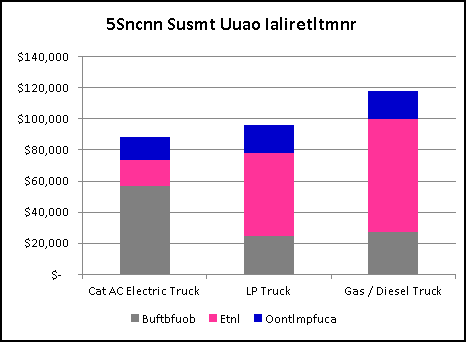 5Sncnn Susmt Uuao Ialiretltmnr
$140,000
$120,000
$100,000
$80,000
$60,000
$40,000
$20,000
$-
Cat AC Electric Truck LP Truck Gas / Diesel Truck
Buftbfuob Etnl Oontlmpfuca